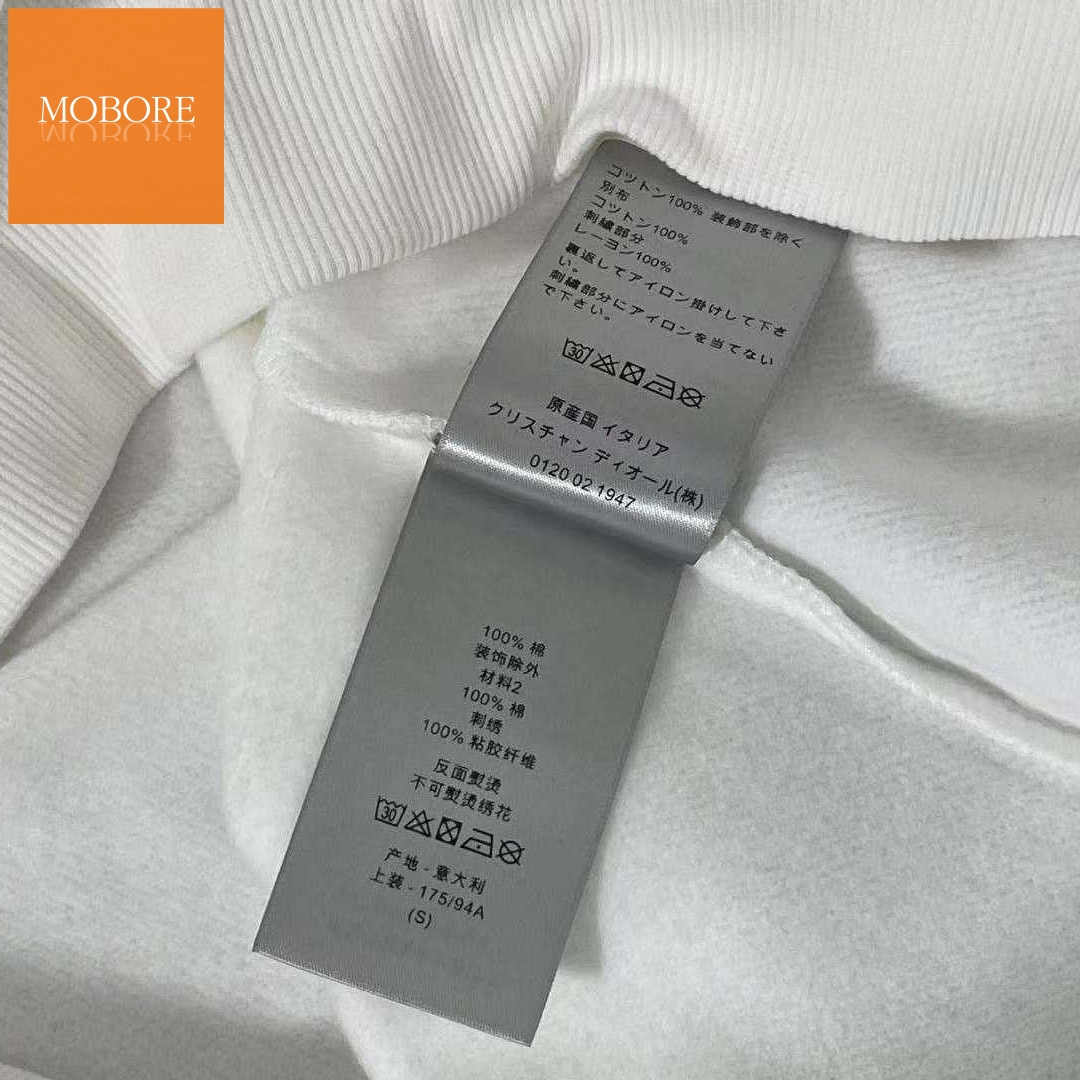 MOBORE
コットン100% 装飾部を除く
別布
コットン100%
刺繍部分
レーヨン100%
裏返してアイロン掛けして下さ
い。
刺繍部分にアイロンを当てない
で下さい。
30
原産国 イタリア
クリスチャン ディオール(株)
0120 02 1947
100% 棉
装饰除外
材料2
100% 棉
刺绣
100% 粘胶纤维
反面熨烫
不可熨烫绣花
30
产地 - 意大利
上装 - 175/94A
(S)